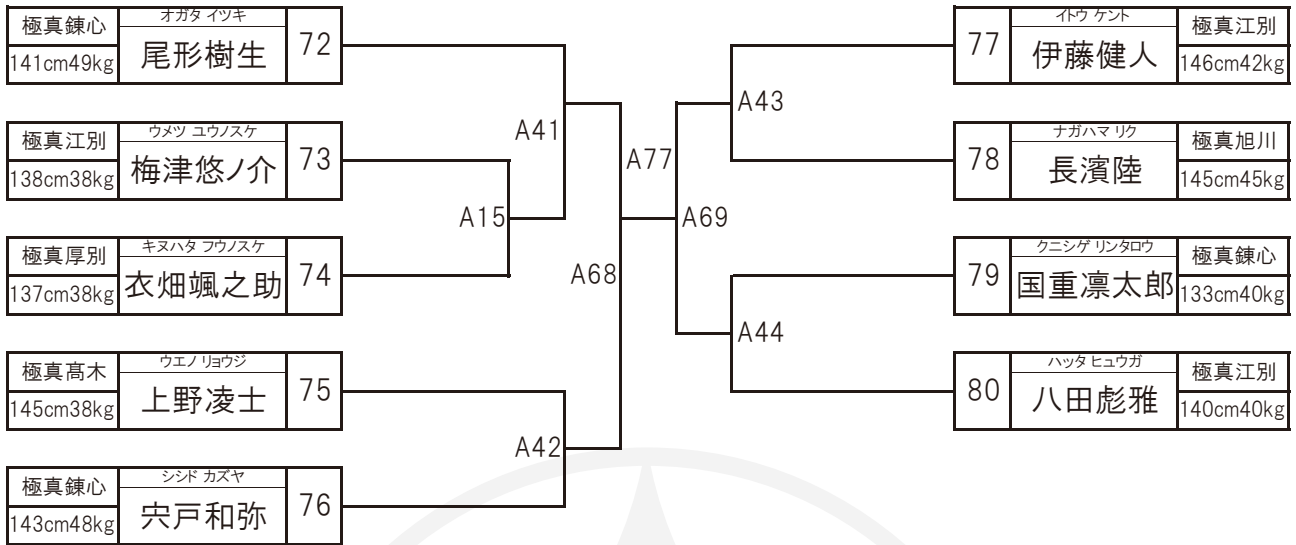 極真錬心
141cm49kg
オガタ イツキ
尾形樹生
72
極真江別
138cm38kg
ウメツ ユウノスケ
梅津悠ノ介
73
極真厚別
137cm38kg
キヌハタ フウノスケ
衣畑颯之助
74
極真髙木
145cm38kg
ウエノ リョウジ
上野凌士
75
極真錬心
143cm48kg
シシド カズヤ
宍戸和弥
76
A41
A15
A68
A42
A77
A43
A69
A44
77
イトウ ケント
伊藤健人
極真江別
146cm42kg
78
ナガハマ リク
長濱陸
極真旭川
145cm45kg
79
クニシゲ リンタロウ
国重凛太郎
極真錬心
133cm40kg
80
ハッタ ヒュウガ
八田彪雅
極真江別
140cm40kg